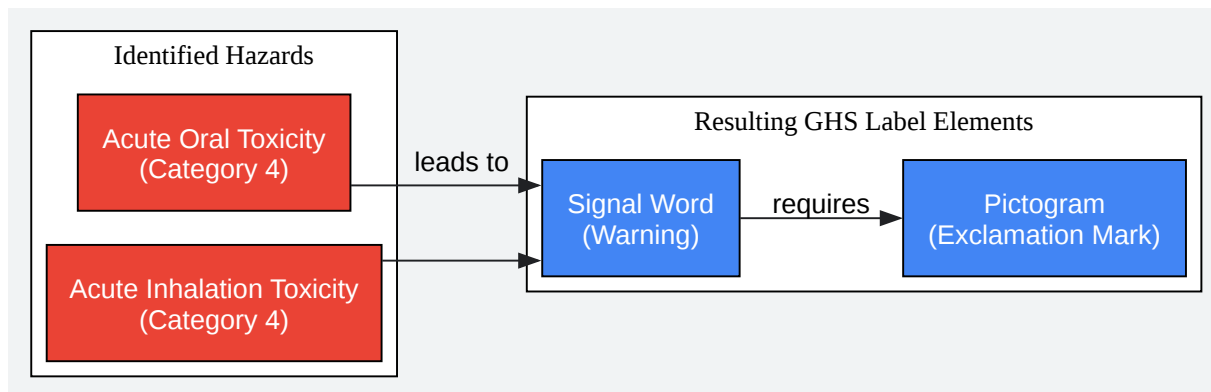 Identified Hazards
Acute Oral Toxicity
(Category 4)
Acute Inhalation Toxicity
(Category 4)
leads to
Resulting GHS Label Elements
Signal Word
(Warning)
requires
Pictogram
(Exclamation Mark)